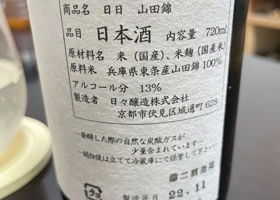 商品名 日日 山田錦
品目 日本酒 内容量 720ml
原材料名 米(国産)、米麹(国産米)
原料米 兵庫県東条産山田錦100%
アルコール分 13%
製造者 日々醸造株式会社
京都市伏見区城通町628
―発酵した際の自然な炭酸ガスが
少量含まれています―
―開栓後は立てて冷蔵庫にて保管して下さい―
製造年月 22.11